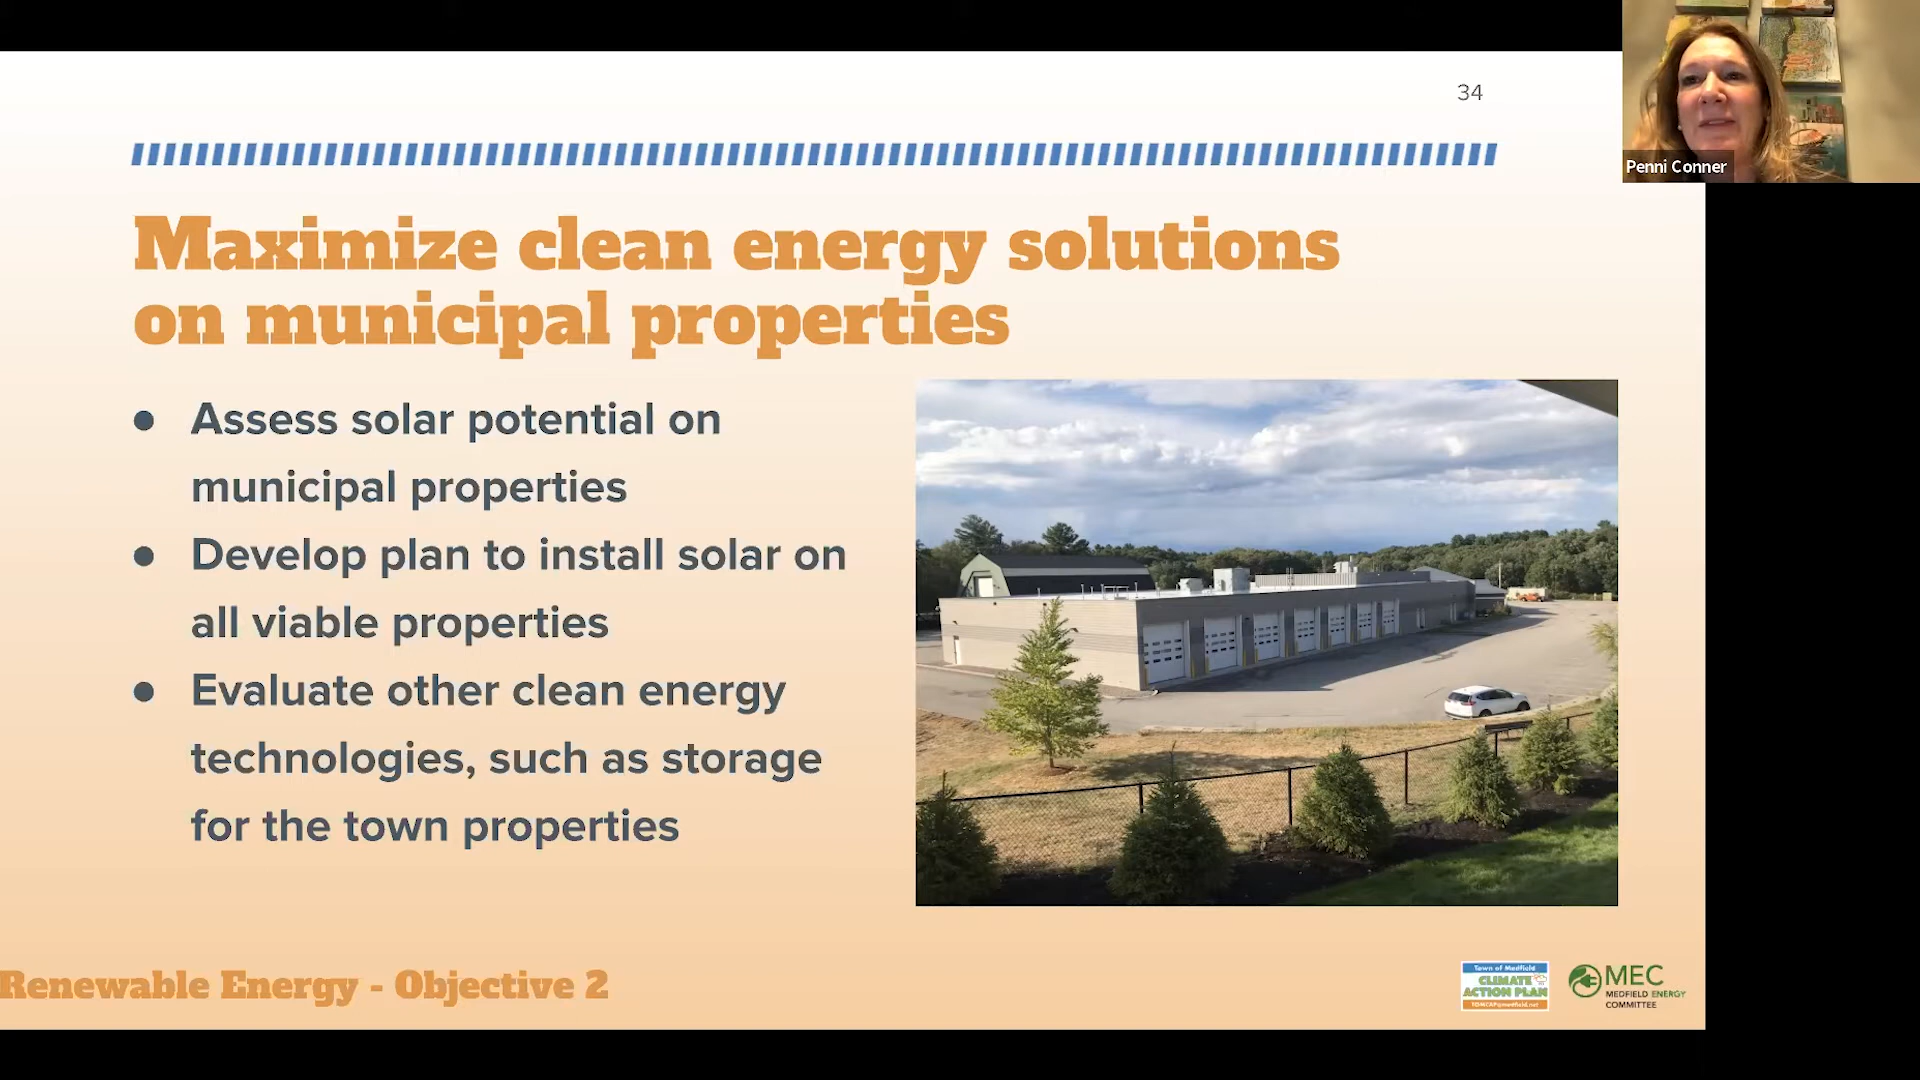 34
Penni Conner
Maximize clean energy solutions
on municipal properties
● Assess solar potential on
municipal properties
● Develop plan to install solar on
all viable properties
● Evaluate other clean energy
technologies, such as storage
for the town properties
Renewable Energy - Objective 2
Town of Medfield
CLIMATE
ACTION PLAN
TOMCAP@medfield.net
MEC
MEDFIELD ENERGY
COMMITTEE